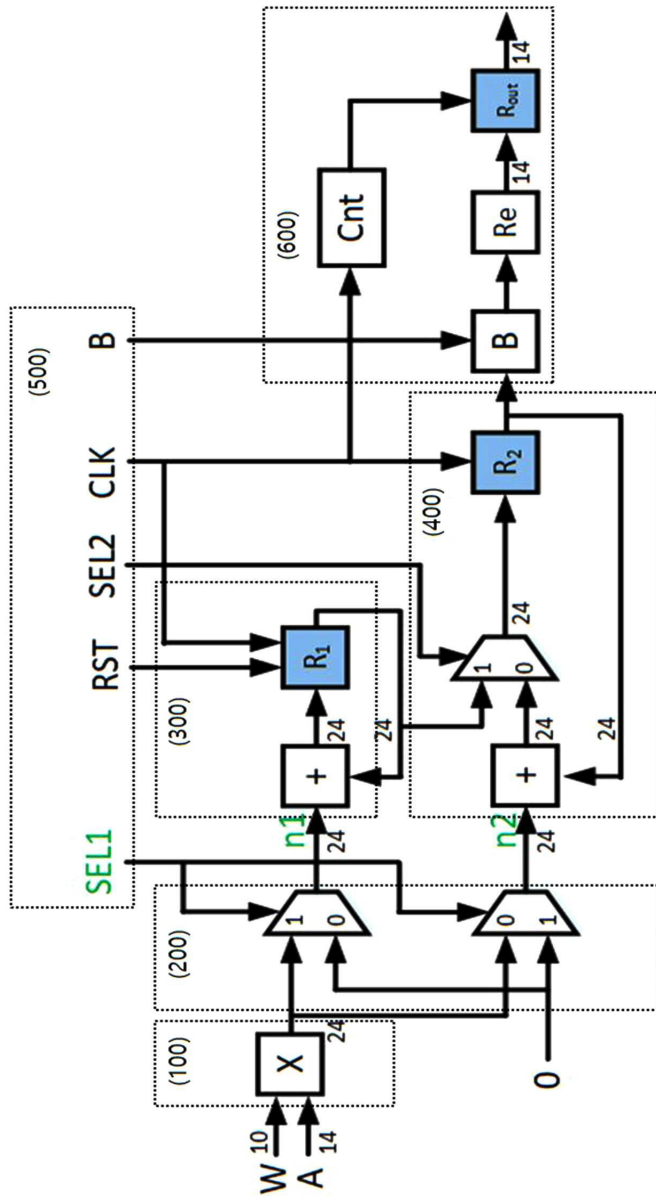 (500)
SEL1 RST SEL2 CLK B
(100) (200) (300)
(600)
W 10 X 1 n1 + R₁ Cnt
A 14 24 0 24 24
24
(400)
1
0 n2 + 0 24 R₂ B Re 14 Rout 14
24 24
0 1
24